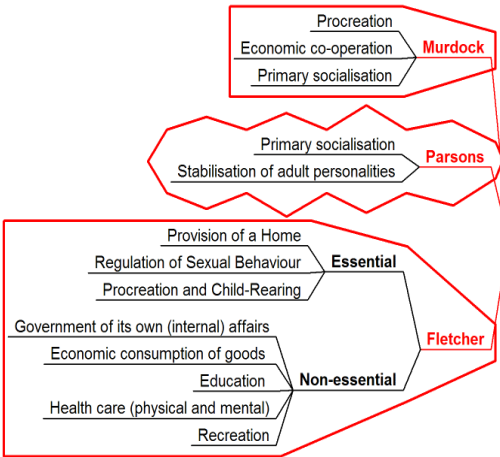 Procreation
Economic co-operation
Murdock
Primary socialisation
Primary socialisation
Parsons
Stabilisation of adult personalities
Provision of a Home
Regulation of Sexual Behaviour
Essential
Procreation and Child-Rearing
Government of its own (internal) affairs
Fletcher
Economic consumption of goods
Education
Non-essential
Health care (physical and mental)
Recreation